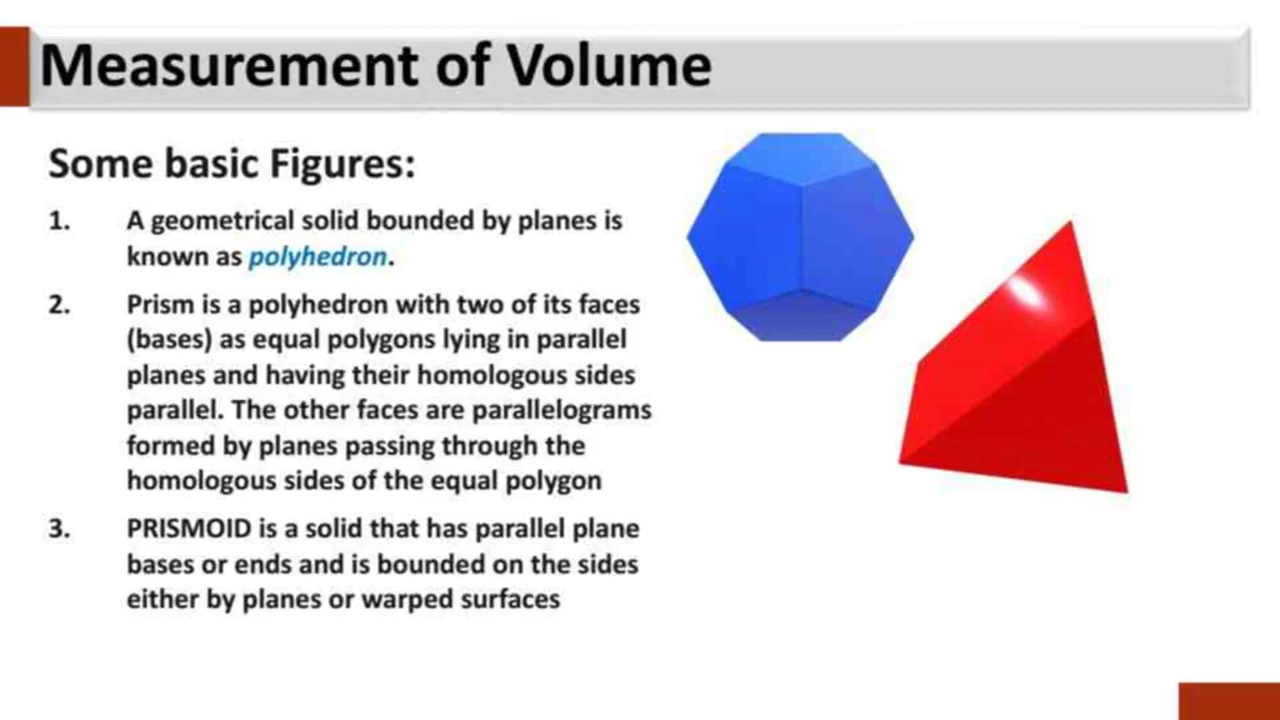 Measurement of Volume
Some basic Figures:
1. A geometrical solid bounded by planes is
known as polyhedron.
2. Prism is a polyhedron with two of its faces
(bases) as equal polygons lying in parallel
planes and having their homologous sides
parallel. The other faces are parallelograms
formed by planes passing through the
homologous sides of the equal polygon
3. PRISMOID is a solid that has parallel plane
bases or ends and is bounded on the sides
either by planes or warped surfaces